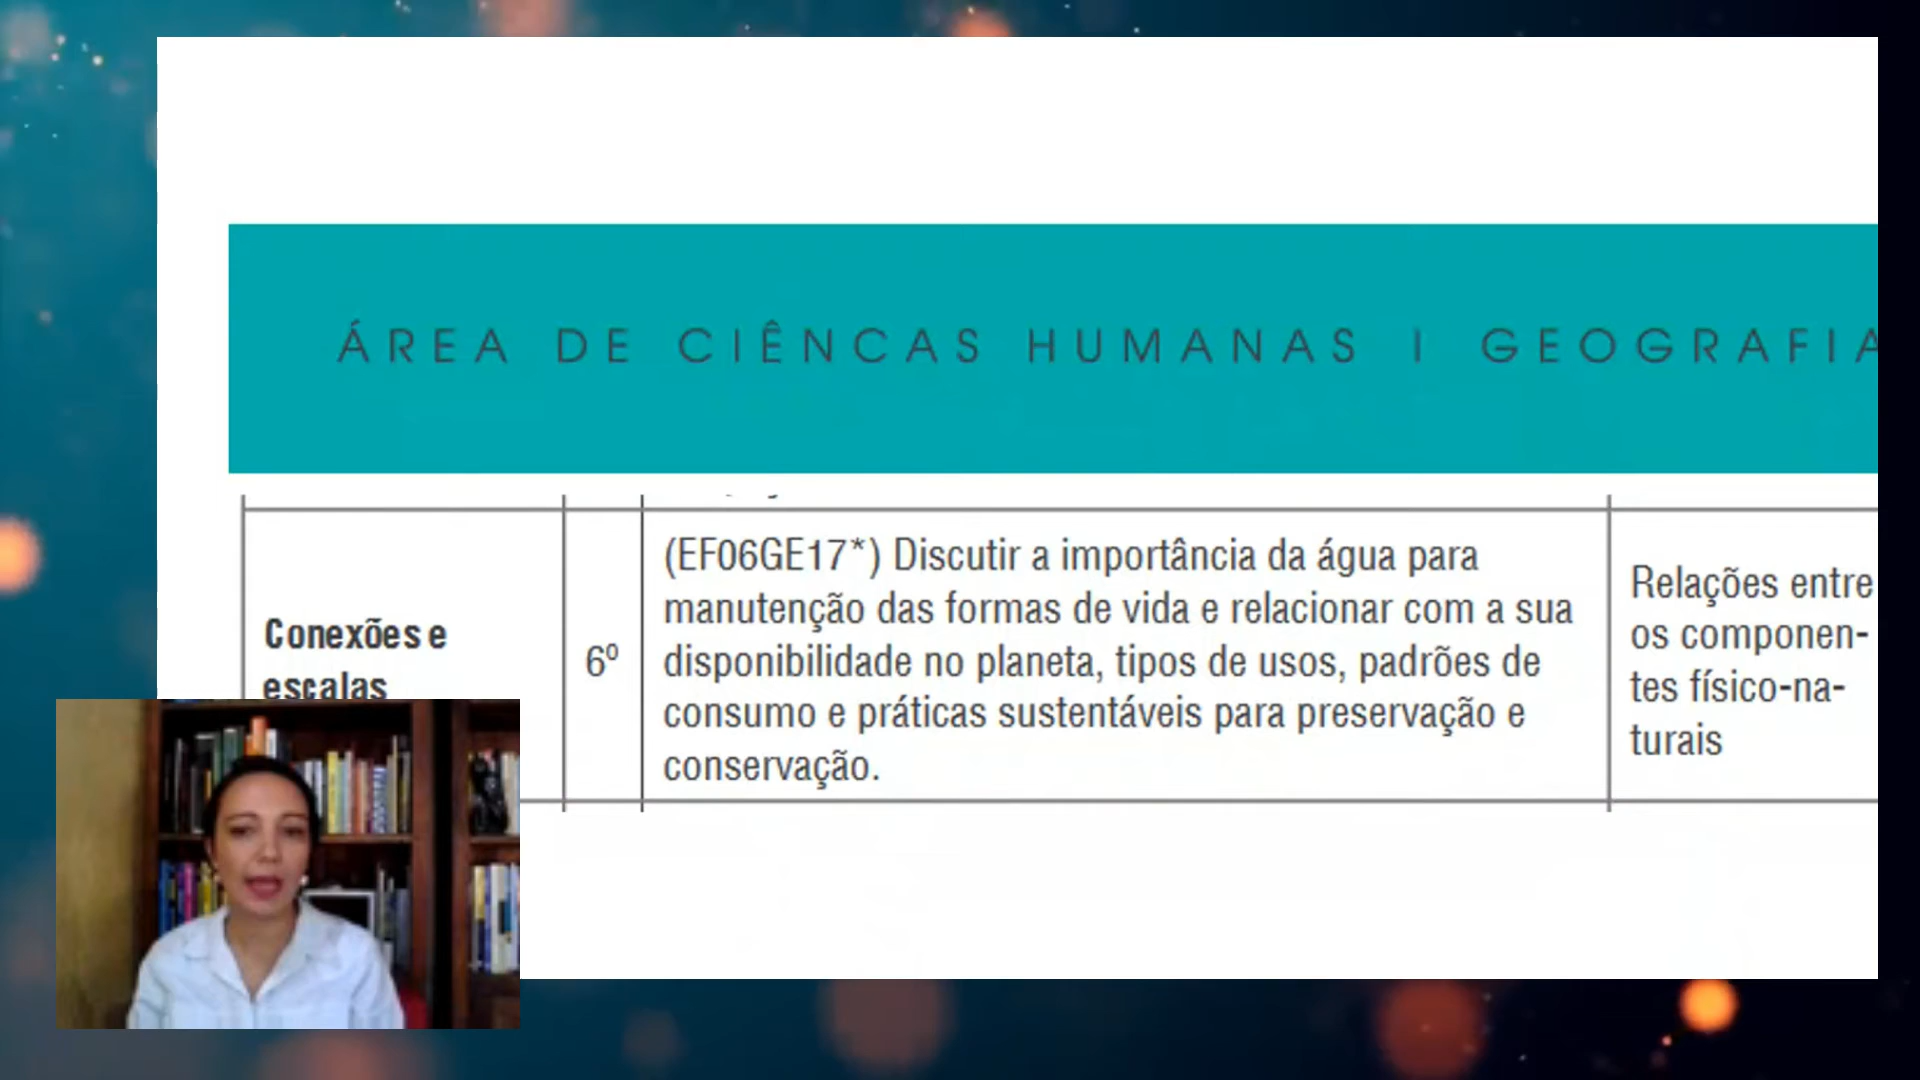 ÁREA DE CIÊNCAS HUMANAS I GEOGRAFIA
Conexões e
escalas
6º
(EF06GE17*) Discutir a importância da água para
manutenção das formas de vida e relacionar com a sua
disponibilidade no planeta, tipos de usos, padrões de
consumo e práticas sustentáveis para preservação e
conservação.
Relações entre
os componen-
tes físico-na-
turais